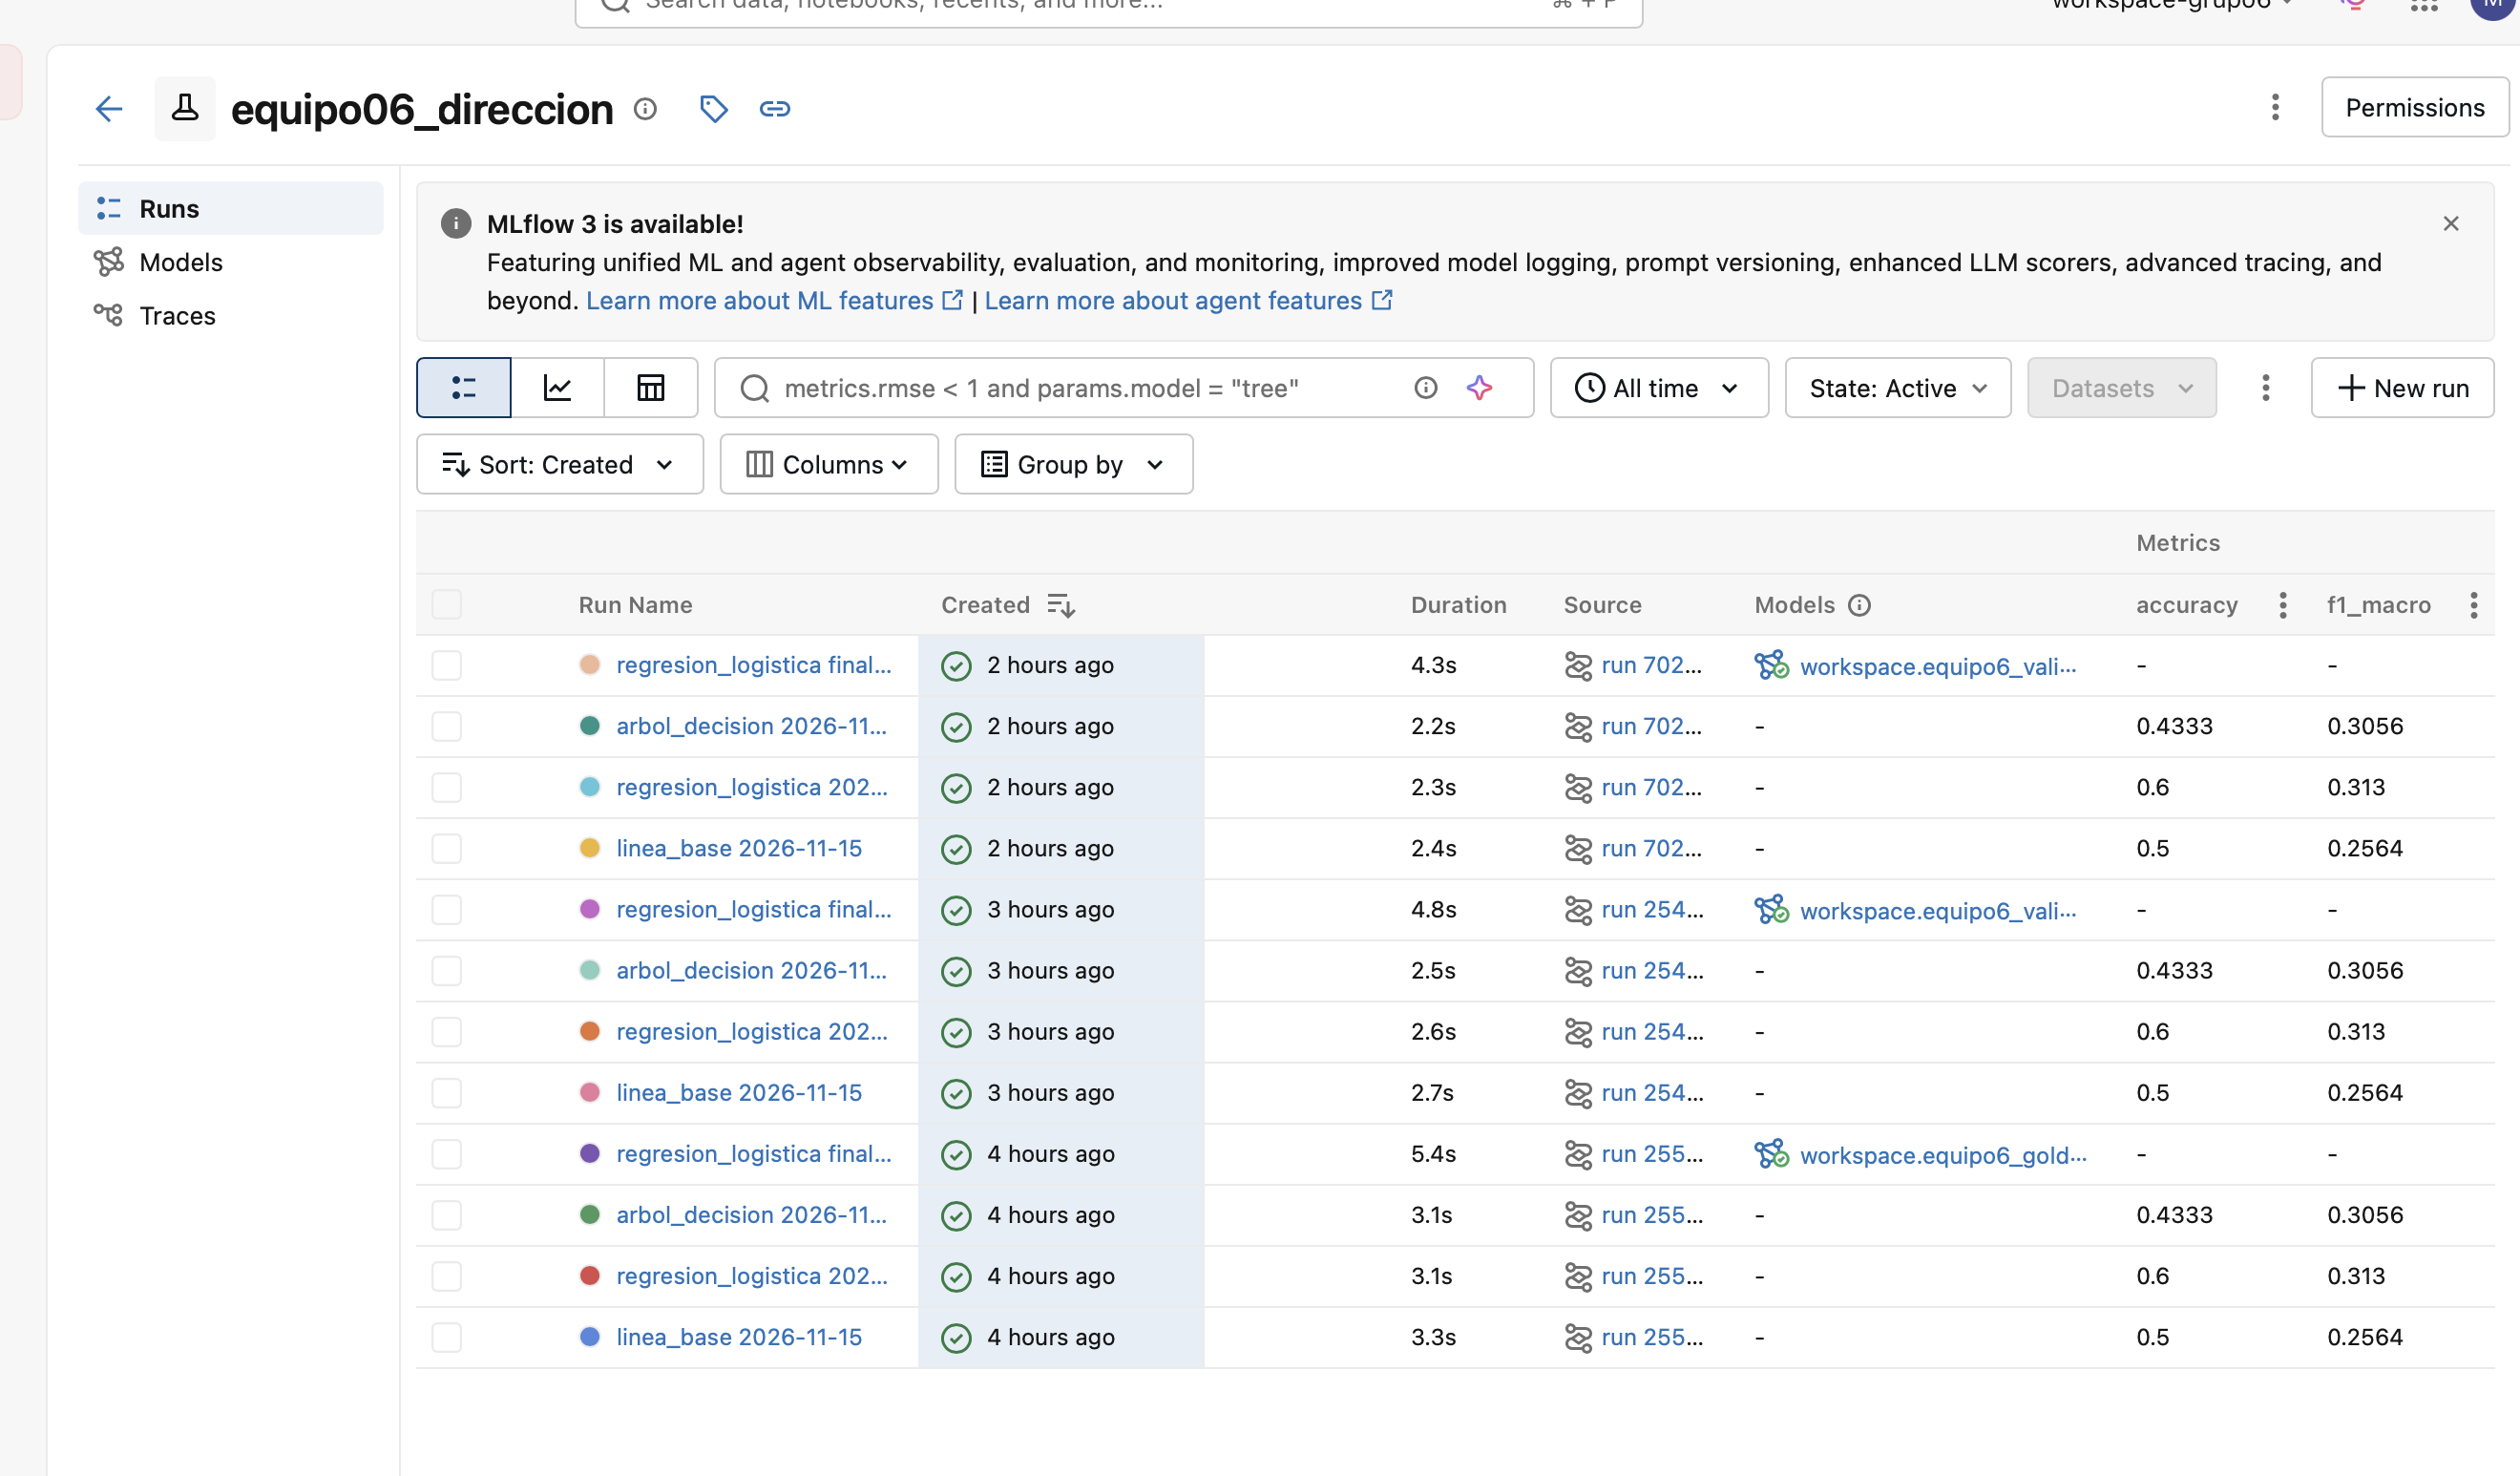 Search data, notebooks, recents, and more...
⌘ + P
workspace-grupo6
M
equipo06_direccion
Permissions
Runs
Models
Traces
MLflow 3 is available!
Featuring unified ML and agent observability, evaluation, and monitoring, improved model logging, prompt versioning, enhanced LLM scorers, advanced tracing, and
beyond. Learn more about ML features | Learn more about agent features
metrics.rmse < 1 and params.model = "tree"
All time
State: Active
Datasets
New run
Sort: Created
Columns
Group by
Metrics
Run Name Created Duration Source Models accuracy f1_macro
regresion_logistica final... 2 hours ago 4.3s run 702... workspace.equipo6_vali... - -
arbol_decision 2026-11... 2 hours ago 2.2s run 702... - 0.4333 0.3056
regresion_logistica 202... 2 hours ago 2.3s run 702... - 0.6 0.313
linea_base 2026-11-15 2 hours ago 2.4s run 702... - 0.5 0.2564
regresion_logistica final... 3 hours ago 4.8s run 254... workspace.equipo6_vali... - -
arbol_decision 2026-11... 3 hours ago 2.5s run 254... - 0.4333 0.3056
regresion_logistica 202... 3 hours ago 2.6s run 254... - 0.6 0.313
linea_base 2026-11-15 3 hours ago 2.7s run 254... - 0.5 0.2564
regresion_logistica final... 4 hours ago 5.4s run 255... workspace.equipo6_gold... - -
arbol_decision 2026-11... 4 hours ago 3.1s run 255... - 0.4333 0.3056
regresion_logistica 202... 4 hours ago 3.1s run 255... - 0.6 0.313
linea_base 2026-11-15 4 hours ago 3.3s run 255... - 0.5 0.2564